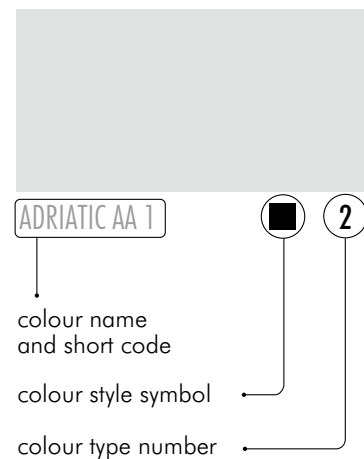 ADRIATIC AA 1 2
colour name
and short code
colour style symbol
colour type number